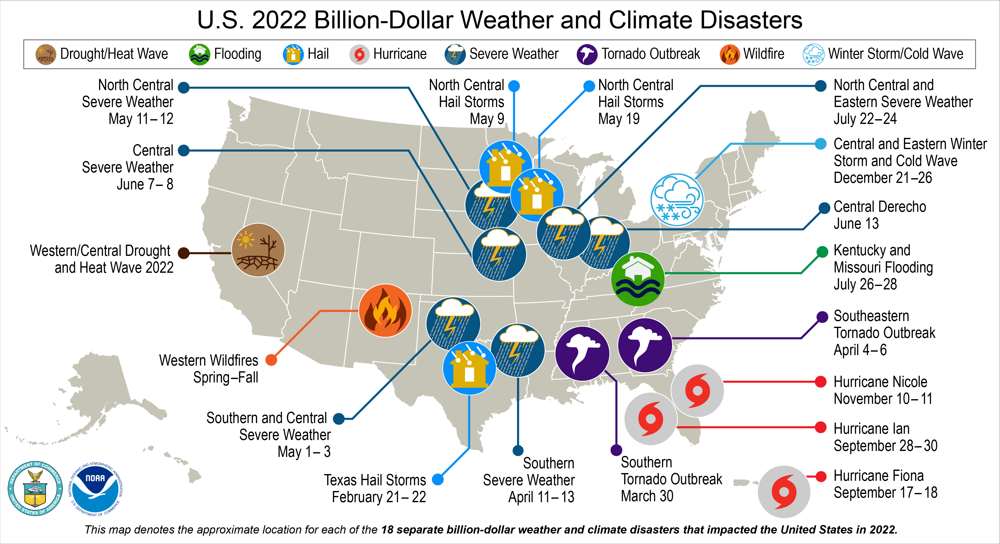 U.S. 2022 Billion-Dollar Weather and Climate Disasters
Drought/Heat Wave
Flooding
Hail
Hurricane
Severe Weather
Tornado Outbreak
Wildfire
Winter Storm/Cold Wave
North Central
Severe Weather
May 11–12
North Central
Hail Storms
May 9
North Central
Hail Storms
May 19
North Central and
Eastern Severe Weather
July 22–24
Central
Severe Weather
June 7–8
Central and Eastern Winter
Storm and Cold Wave
December 21–26
Central Derecho
June 13
Western/Central Drought
and Heat Wave 2022
Kentucky and
Missouri Flooding
July 26–28
Southeastern
Tornado Outbreak
April 4–6
Western Wildfires
Spring–Fall
Hurricane Nicole
November 10–11
Southern and Central
Severe Weather
May 1–3
Hurricane Ian
September 28–30
Texas Hail Storms
February 21–22
Southern
Severe Weather
April 11–13
Southern
Tornado Outbreak
March 30
Hurricane Fiona
September 17–18
DEPARTMENT OF COMMERCE
UNITED STATES OF AMERICA
NATIONAL OCEANIC AND ATMOSPHERIC ADMINISTRATION
NOAA
U.S. DEPARTMENT OF COMMERCE
This map denotes the approximate location for each of the 18 separate billion-dollar weather and climate disasters that impacted the United States in 2022.